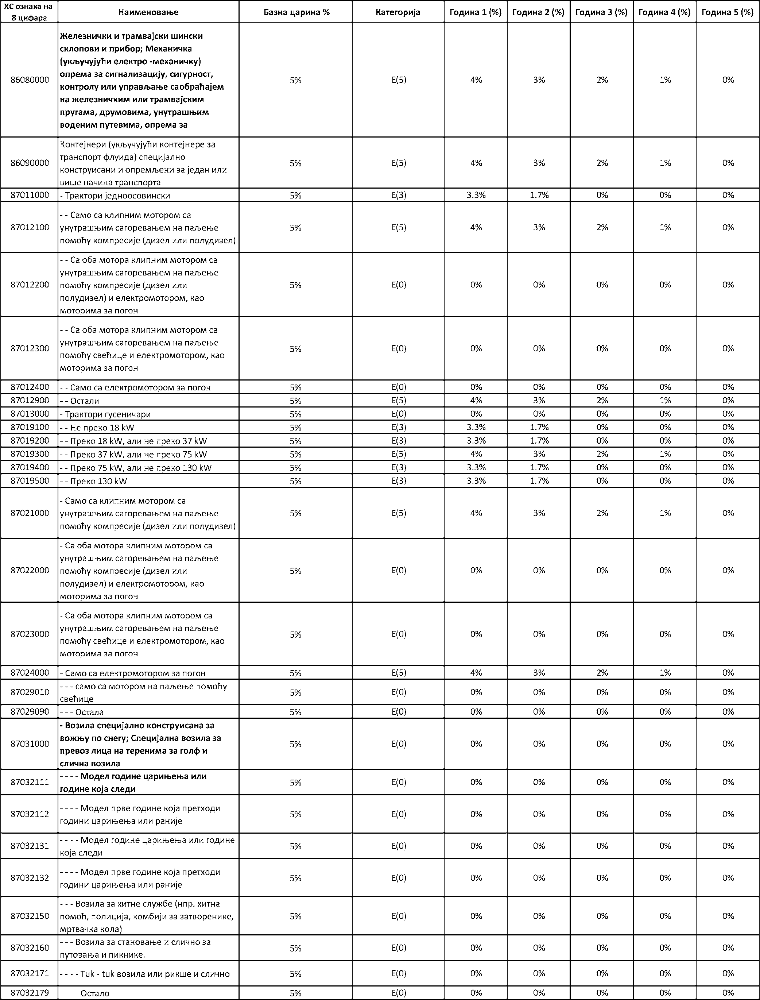 ХС ознака на 8 цифара | Наименовање | Базна царина % | Категорија | Година 1 (%) | Година 2 (%) | Година 3 (%) | Година 4 (%) | Година 5 (%)
86080000 | Железнички и трамвајски шински
склопови и прибор; Механичка
(укључујући електро -механичку)
опрема за сигнализацију, сигурност,
контролу или управљање саобраћајем
на железничким или трамвајским
пругама, друмовима, унутрашњим
воденим путевима, опрема за | 5% | E(5) | 4% | 3% | 2% | 1% | 0%
86090000 | Контејнери (укључујући контејнере за
транспорт флуида) специјално
конструисани и опремљени за један или
више начина транспорта | 5% | E(5) | 4% | 3% | 2% | 1% | 0%
87011000 | - Трактори једноосовински | 5% | E(3) | 3.3% | 1.7% | 0% | 0% | 0%
87012100 | - - Само са клипним мотором са
унутрашњим сагоревањем на паљење
помоћу компресије (дизел или полудизел) | 5% | E(5) | 4% | 3% | 2% | 1% | 0%
87012200 | - - Са оба мотора клипним мотором са
унутрашњим сагоревањем на паљење
помоћу компресије (дизел или
полудизел) и електромотором, као
моторима за погон | 5% | E(0) | 0% | 0% | 0% | 0% | 0%
87012300 | - - Са оба мотора клипним мотором са
унутрашњим сагоревањем на паљење
помоћу свећице и електромотором, као
моторима за погон | 5% | E(0) | 0% | 0% | 0% | 0% | 0%
87012400 | - - Само са електромотором за погон | 5% | E(0) | 0% | 0% | 0% | 0% | 0%
87012900 | - - Остали | 5% | E(5) | 4% | 3% | 2% | 1% | 0%
87013000 | - Трактори гусеничари | 5% | E(0) | 0% | 0% | 0% | 0% | 0%
87019100 | - - Не преко 18 kW | 5% | E(3) | 3.3% | 1.7% | 0% | 0% | 0%
87019200 | - - Преко 18 kW, али не преко 37 kW | 5% | E(3) | 3.3% | 1.7% | 0% | 0% | 0%
87019300 | - - Преко 37 kW, али не преко 75 kW | 5% | E(5) | 4% | 3% | 2% | 1% | 0%
87019400 | - - Преко 75 kW, али не преко 130 kW | 5% | E(3) | 3.3% | 1.7% | 0% | 0% | 0%
87019500 | - - Преко 130 kW | 5% | E(3) | 3.3% | 1.7% | 0% | 0% | 0%
87021000 | - Само са клипним мотором са
унутрашњим сагоревањем на паљење
помоћу компресије (дизел или полудизел) | 5% | E(5) | 4% | 3% | 2% | 1% | 0%
87022000 | - Са оба мотора клипним мотором са
унутрашњим сагоревањем на паљење
помоћу компресије (дизел или
полудизел) и електромотором, као
моторима за погон | 5% | E(0) | 0% | 0% | 0% | 0% | 0%
87023000 | - Са оба мотора клипним мотором са
унутрашњим сагоревањем на паљење
помоћу свећице и електромотором, као
моторима за погон | 5% | E(0) | 0% | 0% | 0% | 0% | 0%
87024000 | - Само са електромотором за погон | 5% | E(5) | 4% | 3% | 2% | 1% | 0%
87029010 | - - - само са мотором на паљење помоћу
свећице | 5% | E(0) | 0% | 0% | 0% | 0% | 0%
87029090 | - - - Остала | 5% | E(0) | 0% | 0% | 0% | 0% | 0%
87031000 | - Возила специјално конструисана за
вожњу по снегу; Специјална возила за
превоз лица на теренима за голф и
слична возила | 5% | E(0) | 0% | 0% | 0% | 0% | 0%
87032111 | - - - - Модел године царињења или
године која следи | 5% | E(0) | 0% | 0% | 0% | 0% | 0%
87032112 | - - - - Модел прве године која претходи
години царињења или раније | 5% | E(0) | 0% | 0% | 0% | 0% | 0%
87032131 | - - - - Модел године царињења или године
која следи | 5% | E(0) | 0% | 0% | 0% | 0% | 0%
87032132 | - - - - Модел прве године која претходи
години царињења или раније | 5% | E(0) | 0% | 0% | 0% | 0% | 0%
87032150 | - - - Возила за хитне службе (нпр. хитна
помоћ, полиција, комбији за затворенике,
мртвачка кола) | 5% | E(0) | 0% | 0% | 0% | 0% | 0%
87032160 | - - - Возила за становање и слично за
путовања и пикнике. | 5% | E(0) | 0% | 0% | 0% | 0% | 0%
87032171 | - - - - Tuk - tuk возила или рикше и слично | 5% | E(0) | 0% | 0% | 0% | 0% | 0%
87032179 | - - - - Остало | 5% | E(0) | 0% | 0% | 0% | 0% | 0%